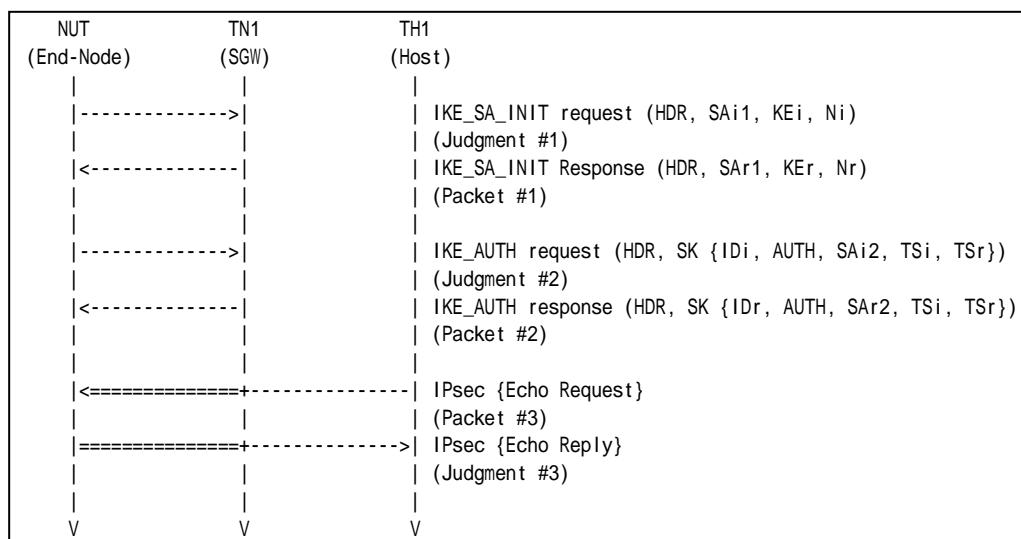 NUT TN1 TH1
(End-Node) (SGW) (Host)
| | |
|-------------->| | IKE_SA_INIT request (HDR, SAi1, KEi, Ni)
| | | (Judgment #1)
|<--------------| | IKE_SA_INIT Response (HDR, SAr1, KEr, Nr)
| | | (Packet #1)
| | |
|-------------->| | IKE_AUTH request (HDR, SK {IDi, AUTH, SAi2, TSi, TSr})
| | | (Judgment #2)
|<--------------| | IKE_AUTH response (HDR, SK {IDr, AUTH, SAr2, TSi, TSr})
| | | (Packet #2)
| | |
|<==============+---------------| IPsec {Echo Request}
| | | (Packet #3)
|===============+-------------->| IPsec {Echo Reply}
| | | (Judgment #3)
| | |
V V V